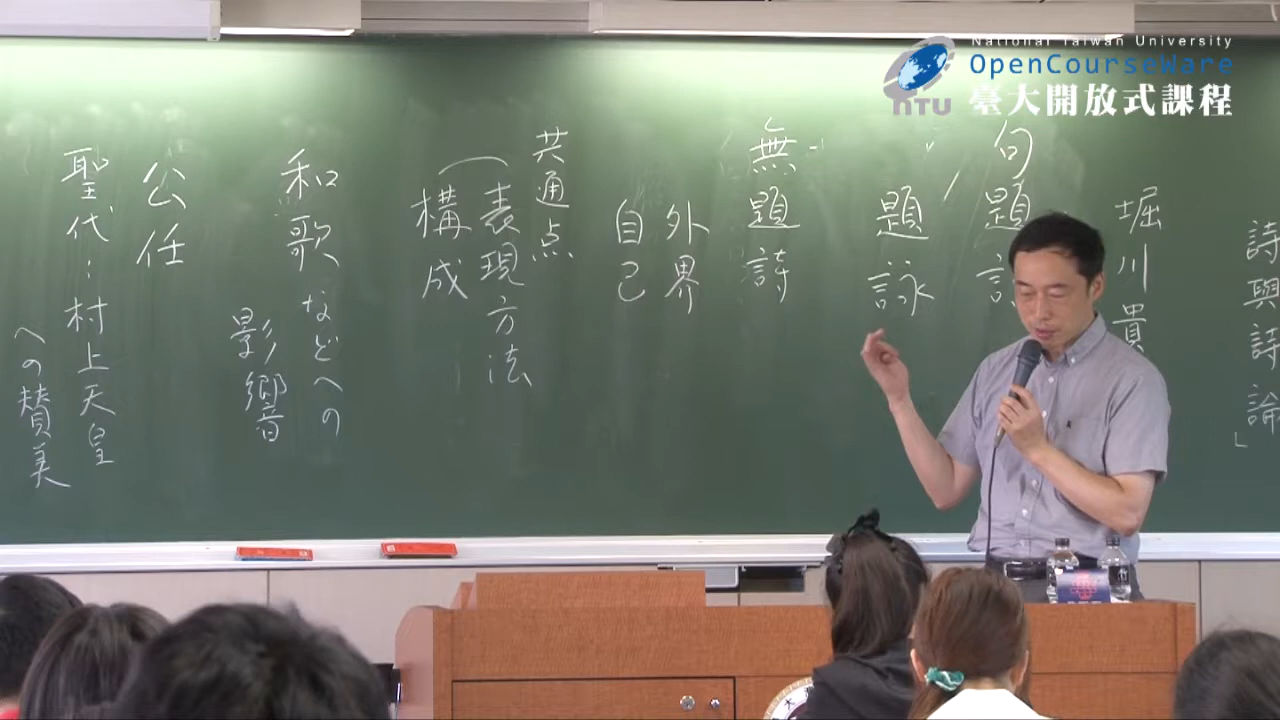 National Taiwan University
OpenCourseWare
臺大開放式課程
NTU
詩興詩論」
堀川貴
句題詩
題詠
無題詩
外界
自己
共通点
表現方法
構成
和歌などへの
影響
公任
聖代：村上天皇
への賛美